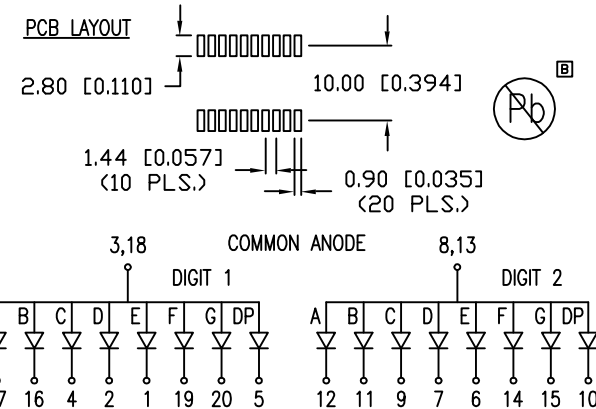 PCB LAYOUT
B
Pb
2.80 [0.110]
10.00 [0.394]
1.44 [0.057]
(10 PLS.)
0.90 [0.035]
(20 PLS.)
3,18 COMMON ANODE 8,13
DIGIT 1 DIGIT 2
B C D E F G DP A B C D E F G DP
7 16 4 2 1 19 20 5 12 11 9 7 6 14 15 10